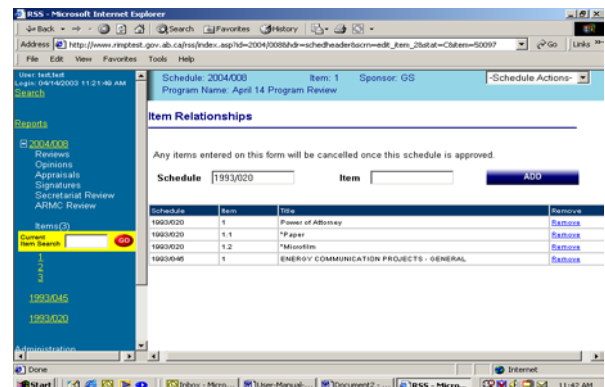 RSS - Microsoft Internet Explorer
Back Search Favorites History
Address http://www.rimptest.gov.ab.ca/rss/index.asp?id=2004/008&hdr=schedheader&scrn=edit_item_2&stat=C&item=50097 Go Links »
File Edit View Favorites Tools Help
User: test,test
Login: 04/14/2003 11:21:49 AM
Search
Reports
2004/008
Reviews
Opinions
Appraisals
Signatures
Secretariat Review
ARMC Review
Items(3)
Current
Item Search GO
1
2
3
1993/045
1993/020
Administration
Schedule: 2004/008 Item: 1 Sponsor: GS -Schedule Actions-
Program Name: April 14 Program Review
Item Relationships
Any items entered on this form will be cancelled once this schedule is approved.
Schedule 1993/020 Item ADD
Schedule Item Title Remove
1993/020 1 Power of Attorney Remove
1993/020 1.1 *Paper Remove
1993/020 1.2 *Microfilm Remove
1993/045 1 ENERGY COMMUNICATION PROJECTS - GENERAL Remove
Done Internet
Start Inbox - Micro... User-Manual-... Document2 - ... RSS - Micro... 11:42 AM